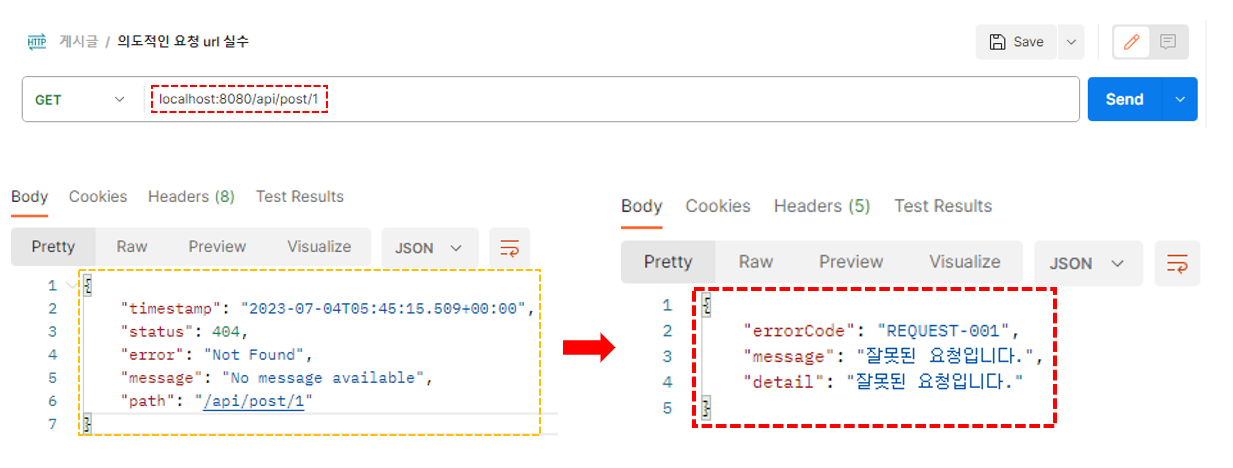 HTTP 게시글 / 의도적인 요청 url 실수 Save
GET localhost:8080/api/post/1 Send
Body Cookies Headers (8) Test Results
Pretty Raw Preview Visualize JSON
1 {
2 "timestamp": "2023-07-04T05:45:15.509+00:00",
3 "status": 404,
4 "error": "Not Found",
5 "message": "No message available",
6 "path": "/api/post/1"
7 }
Body Cookies Headers (5) Test Results
Pretty Raw Preview Visualize JSON
1 {
2 "errorCode": "REQUEST-001",
3 "message": "잘못된 요청입니다.",
4 "detail": "잘못된 요청입니다."
5 }